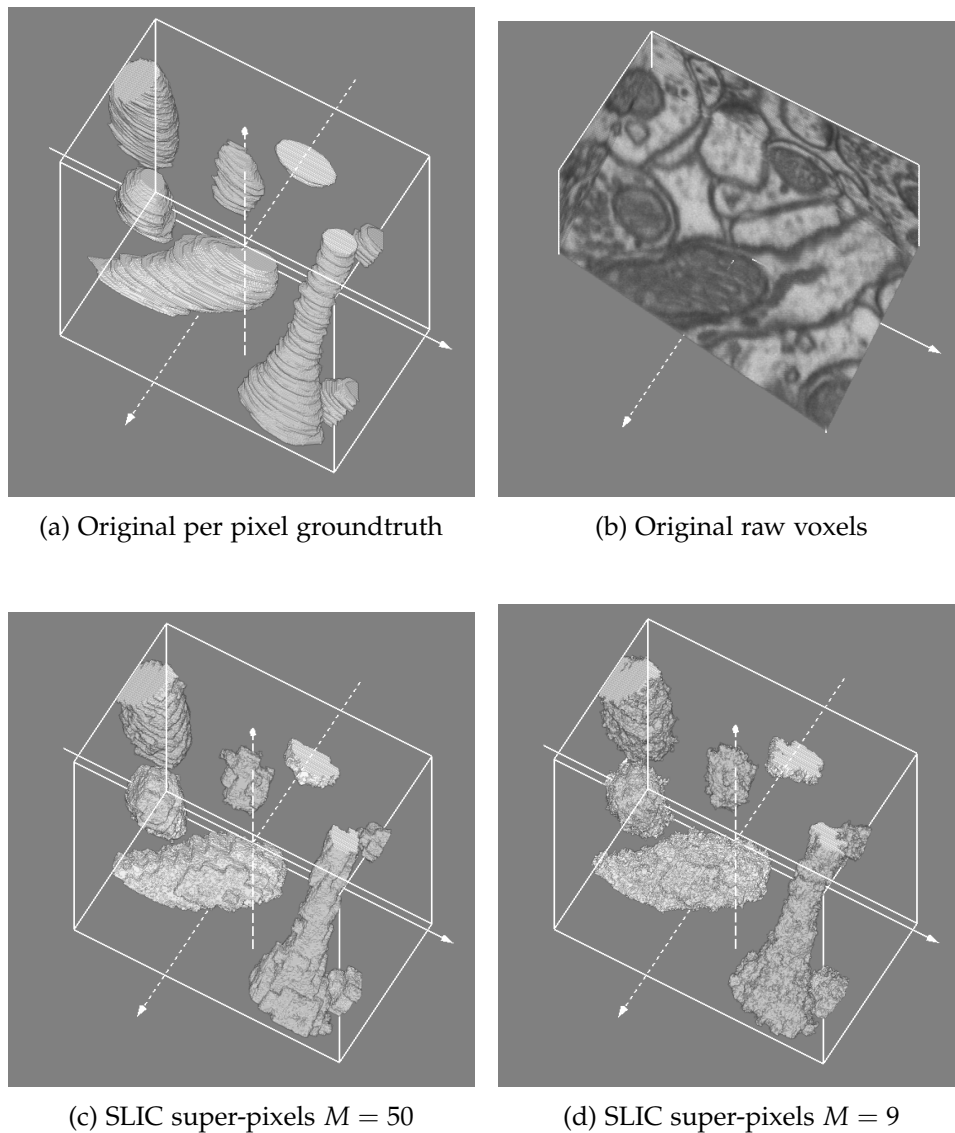 (a) Original per pixel groundtruth
(b) Original raw voxels
(c) SLIC super-pixels M = 50
(d) SLIC super-pixels M = 9